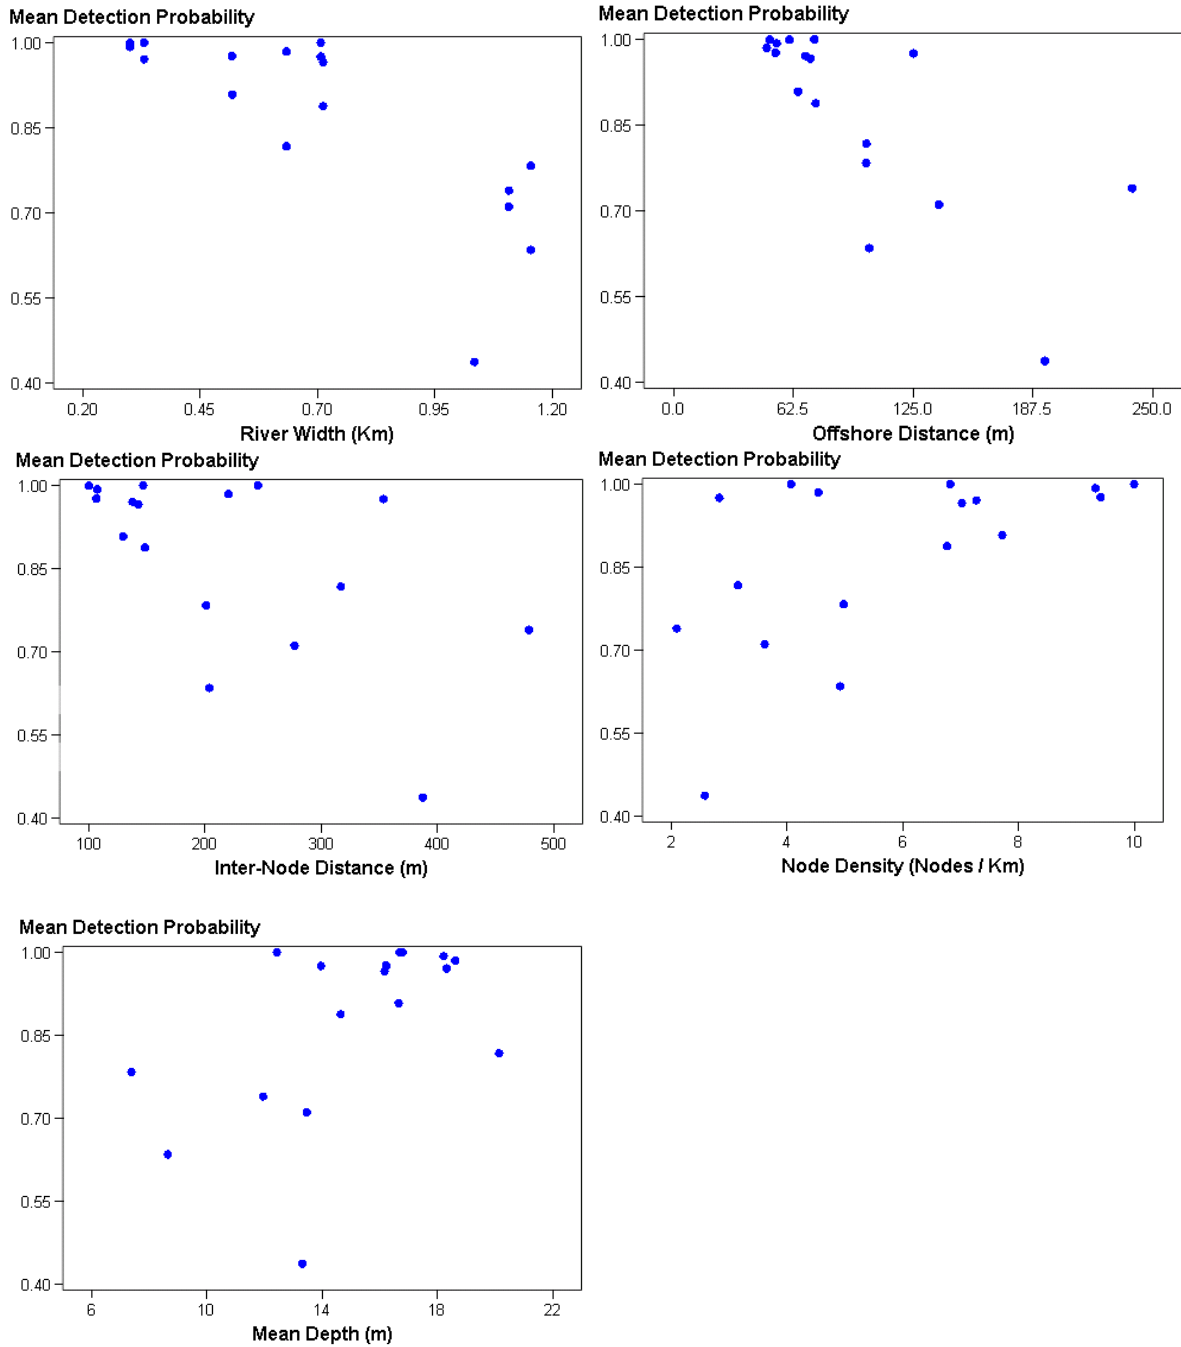 Mean Detection Probability
1.00
0.85
0.70
0.55
0.40
0.20 0.45 0.70 0.95 1.20
River Width (Km)
Mean Detection Probability
1.00
0.85
0.70
0.55
0.40
0.0 62.5 125.0 187.5 250.0
Offshore Distance (m)
Mean Detection Probability
1.00
0.85
0.70
0.55
0.40
100 200 300 400 500
Inter-Node Distance (m)
Mean Detection Probability
1.00
0.85
0.70
0.55
0.40
2 4 6 8 10
Node Density (Nodes / Km)
Mean Detection Probability
1.00
0.85
0.70
0.55
0.40
6 10 14 18 22
Mean Depth (m)